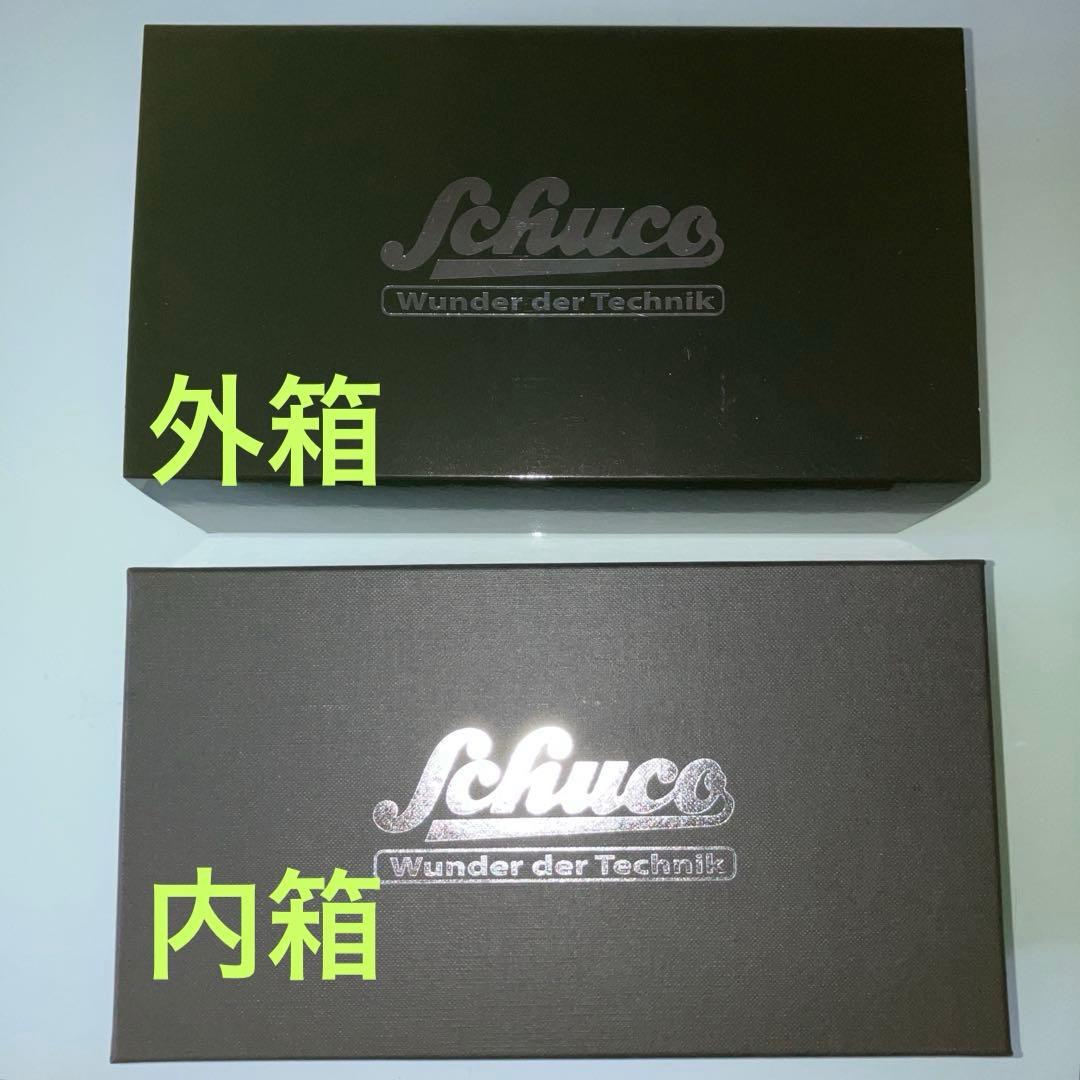 Schuco
Wunder der Technik
外箱
Schuco
Wunder der Technik
内箱